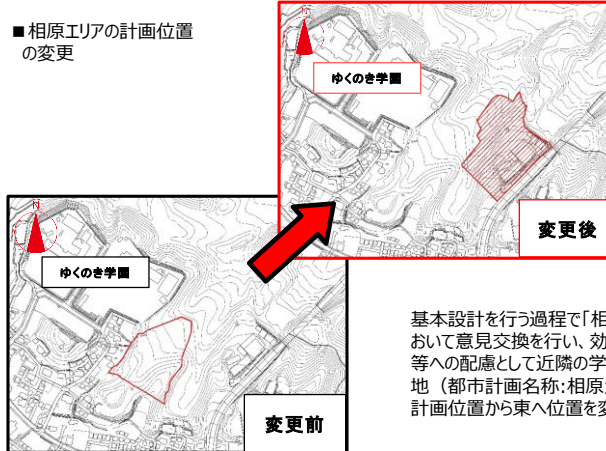 ■相原エリアの計画位置
の変更
ゆくのき学園
変更後
ゆくのき学園
変更前
基本設計を行う過程で「相
おいて意見交換を行い、効
等への配慮として近隣の学
地（都市計画名称:相原
計画位置から東へ位置を変